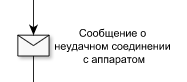 Сообщение о
неудачном соединении
с аппаратом